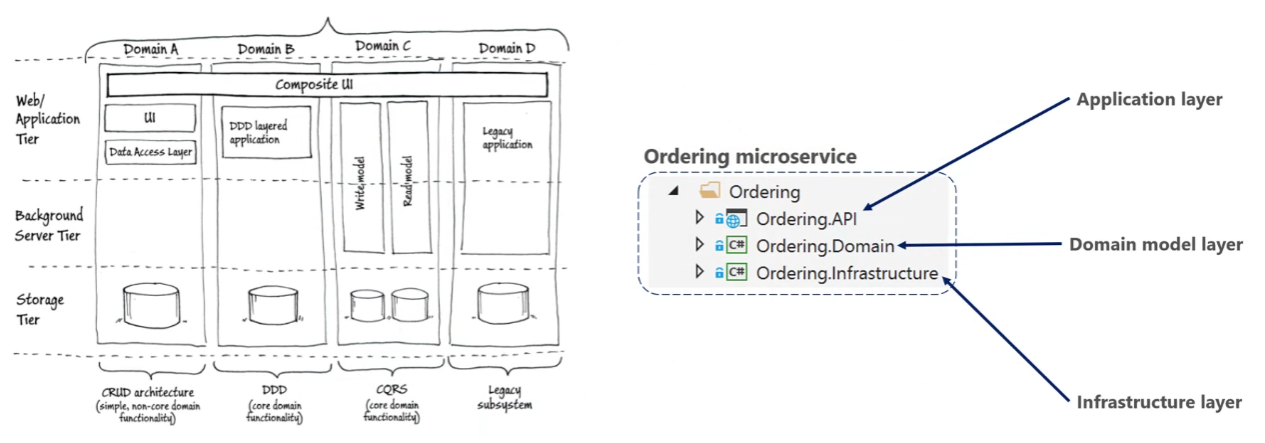 Domain A
Domain B
Domain C
Domain D
Composite UI
Web/
Application
Tier
UI
Data Access Layer
DDD layered
application
Write model
Read model
Legacy
application
Background
Server Tier
Storage
Tier
CRUD architecture
(simple, non-core domain
functionality)
DDD
(core domain
functionality)
CQRS
(core domain
functionality)
Legacy
subsystem
Ordering microservice
Ordering
Ordering.API
C# Ordering.Domain
C# Ordering.Infrastructure
Application layer
Domain model layer
Infrastructure layer